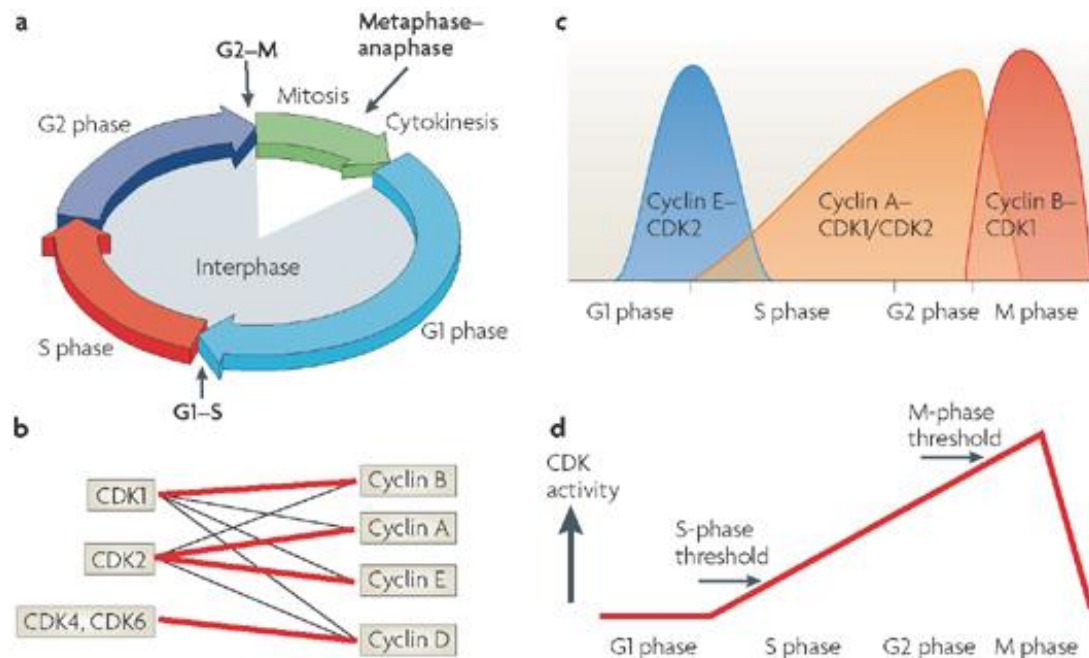 a
G2–M
Metaphase–
anaphase
Mitosis
Cytokinesis
G2 phase
Interphase
S phase
G1 phase
G1–S
b
CDK1
CDK2
CDK4, CDK6
Cyclin B
Cyclin A
Cyclin E
Cyclin D
c
Cyclin E–
CDK2
Cyclin A–
CDK1/CDK2
Cyclin B–
CDK1
G1 phase
S phase
G2 phase
M phase
d
CDK
activity
S-phase
threshold
M-phase
threshold
G1 phase
S phase
G2 phase
M phase